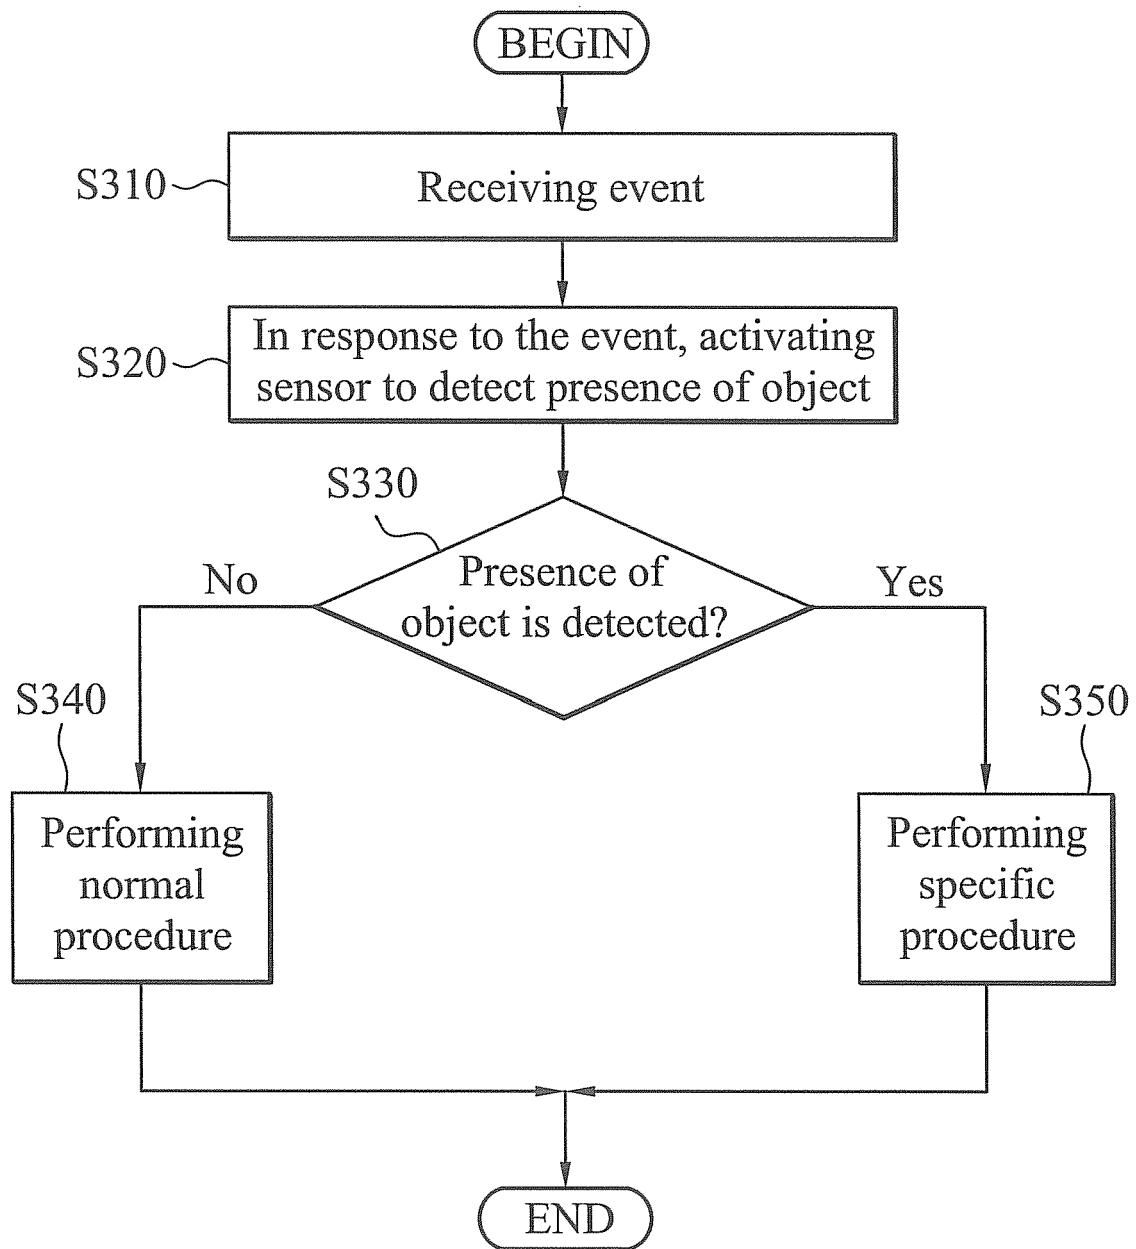 BEGIN
S310
Receiving event
S320
In response to the event, activating
sensor to detect presence of object
S330
Presence of
object is detected?
No
Yes
S340
Performing
normal
procedure
S350
Performing
specific
procedure
END